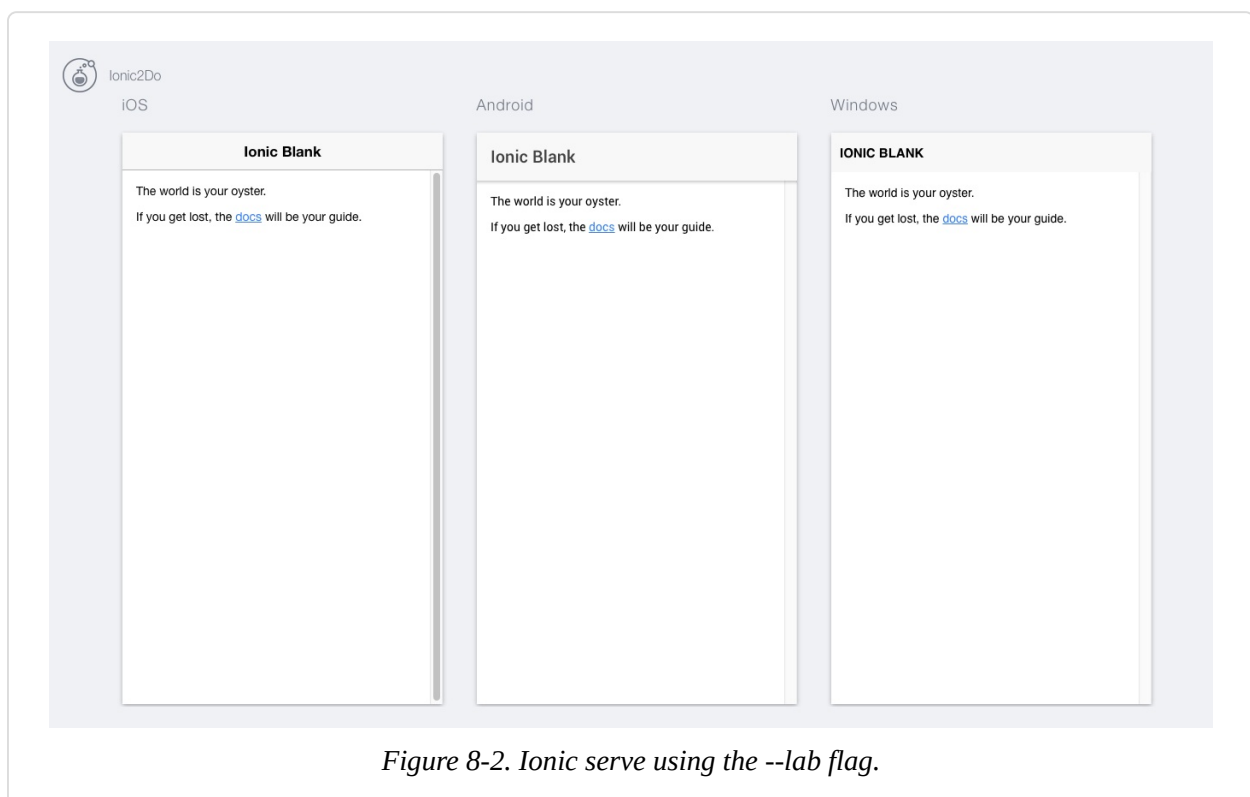 Ionic2Do
iOS
Android
Windows
Ionic Blank
The world is your oyster.
If you get lost, the docs will be your guide.
Ionic Blank
The world is your oyster.
If you get lost, the docs will be your guide.
IONIC BLANK
The world is your oyster.
If you get lost, the docs will be your guide.
Figure 8-2. Ionic serve using the --lab flag.